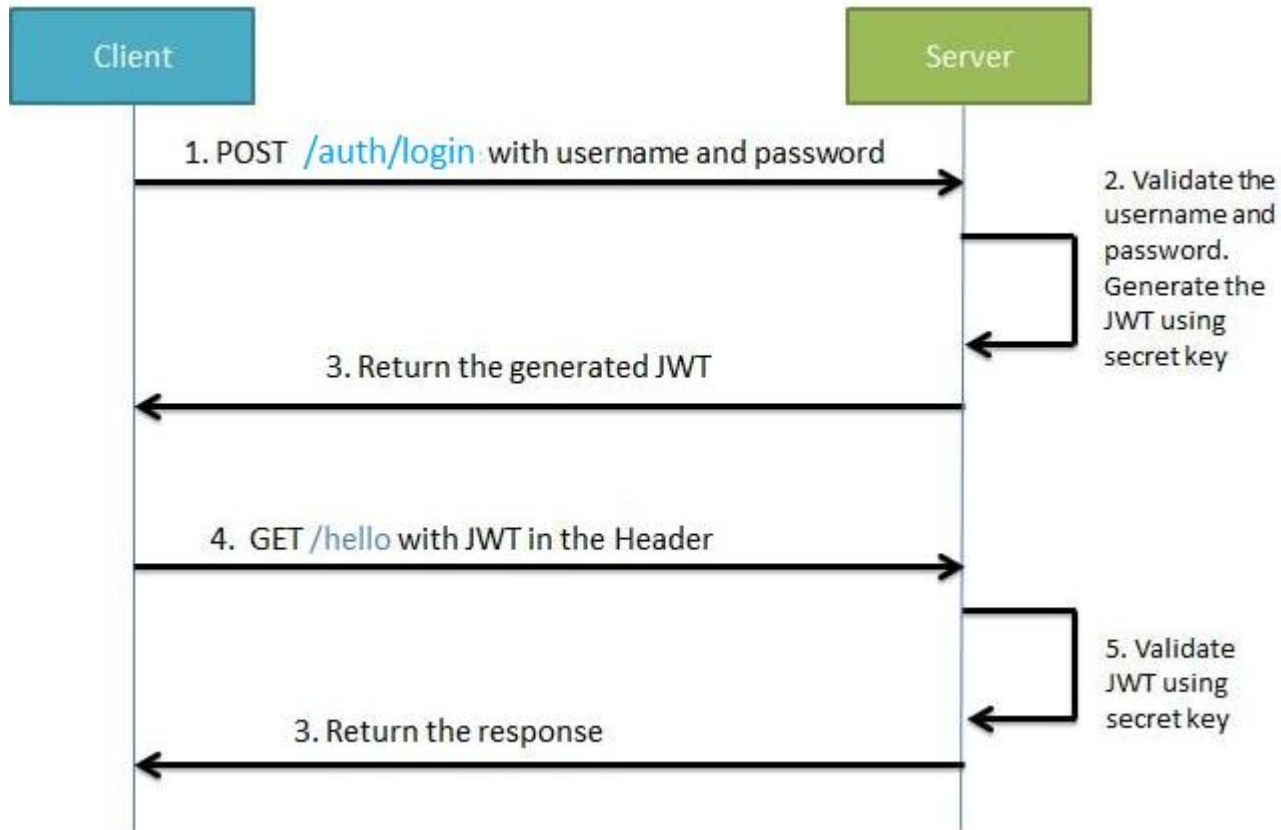 Client
Server
1. POST /auth/login with username and password
2. Validate the
username and
password.
Generate the
JWT using
secret key
3. Return the generated JWT
4. GET /hello with JWT in the Header
5. Validate
JWT using
secret key
3. Return the response